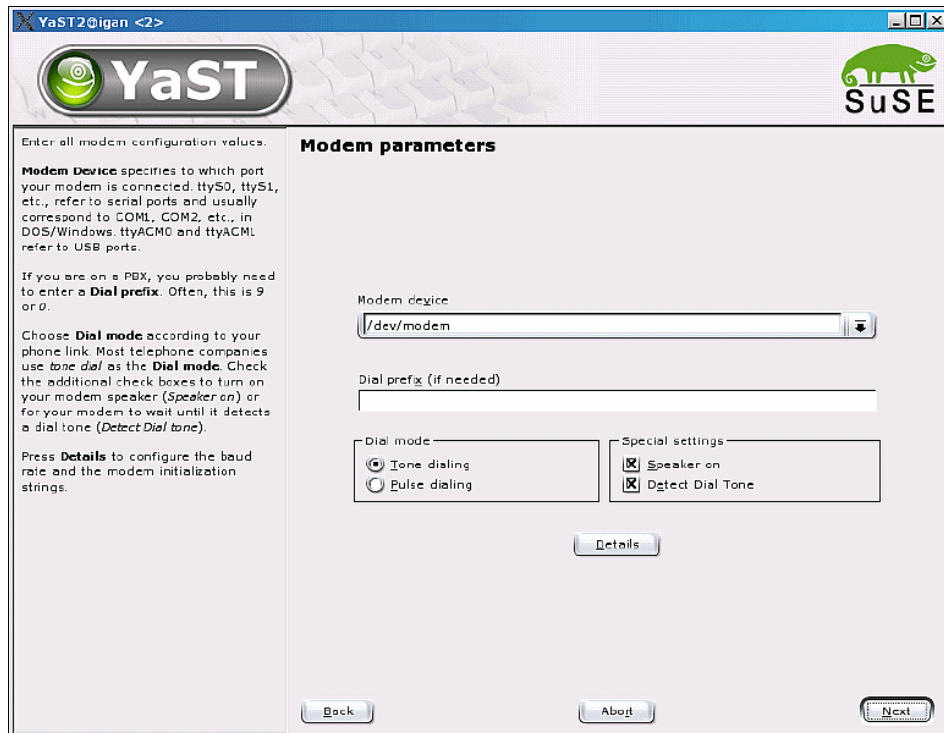 YaST2@igan <2>
YaST
SuSE
Enter all modem configuration values.
Modem Device specifies to which port
your modem is connected. ttyS0, ttyS1,
etc., refer to serial ports and usually
correspond to COM1, COM2, etc., in
DOS/Windows. ttyACM0 and ttyACM1
refer to USB ports.
If you are on a PBX, you probably need
to enter a Dial prefix. Often, this is 9
or 0.
Choose Dial mode according to your
phone link. Most telephone companies
use tone dial as the Dial mode. Check
the additional check boxes to turn on
your modem speaker (Speaker on) or
for your modem to wait until it detects
a dial tone (Detect Dial tone).
Press Details to configure the baud
rate and the modem initialization
strings.
Modem parameters
Modem device
/dev/modem
Dial prefix (if needed)
Dial mode
Tone dialing
Pulse dialing
Special settings
Speaker on
Detect Dial Tone
Details
Back
Abort
Next